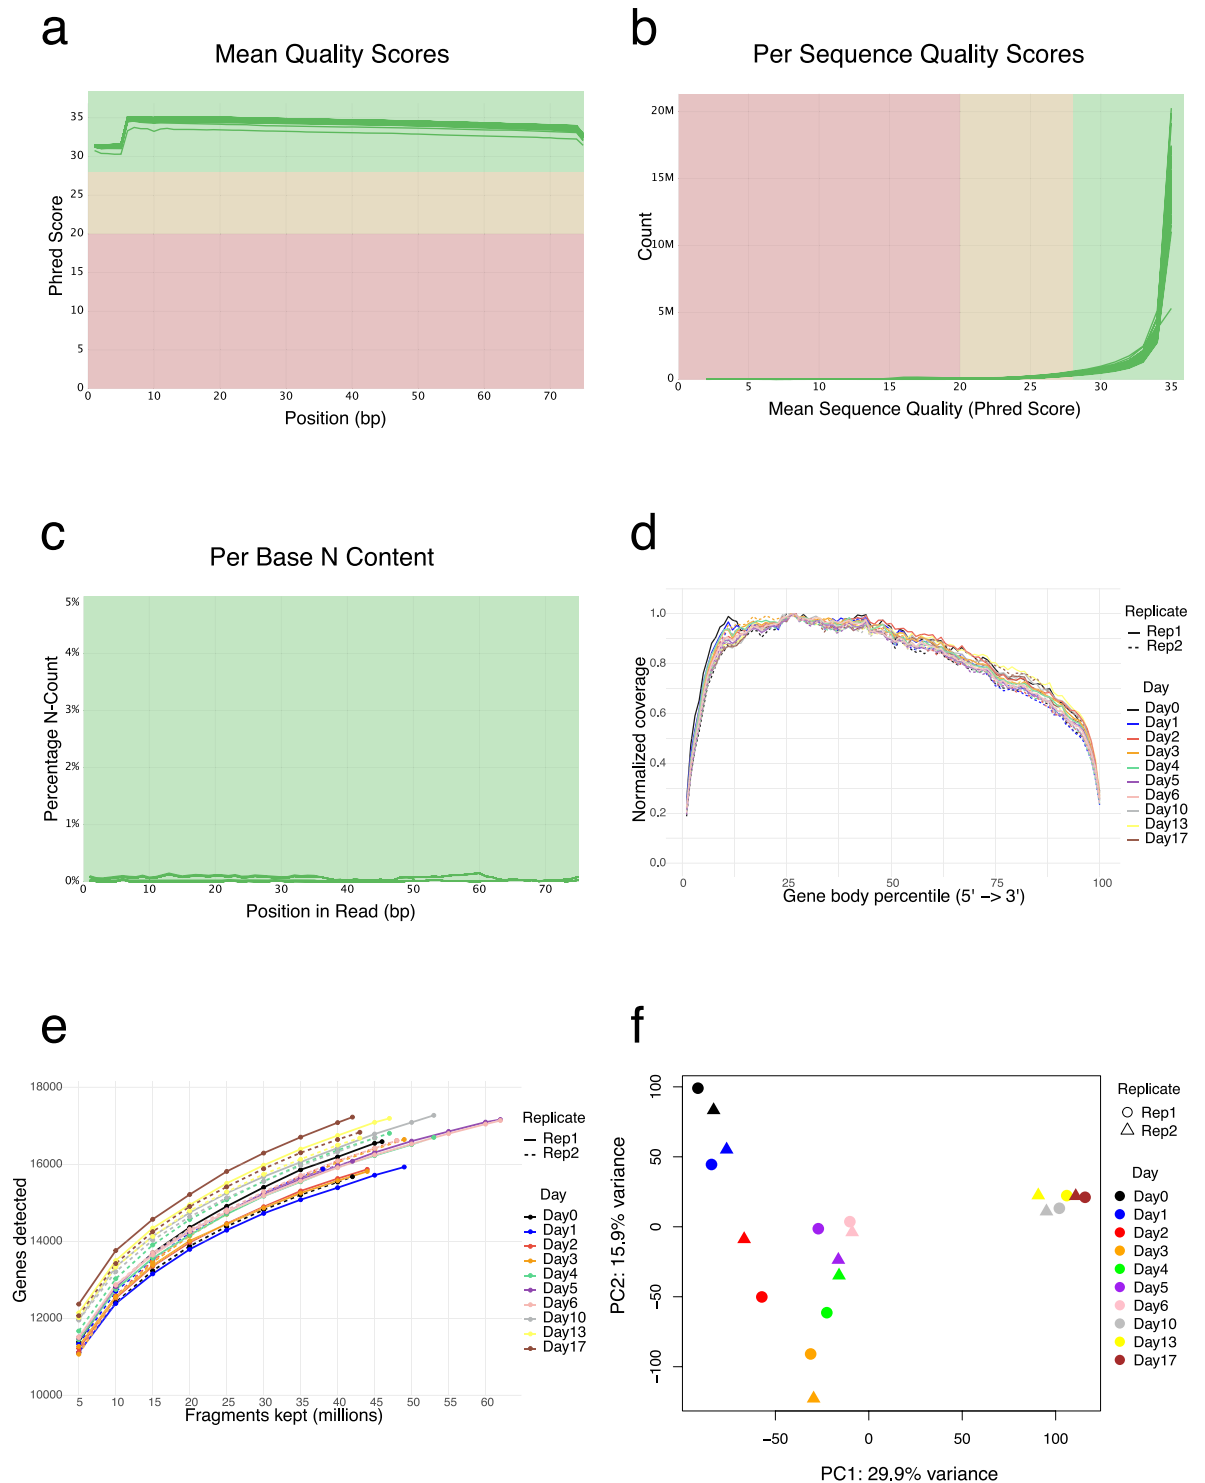 a
Mean Quality Scores
35
30
25
20
15
10
5
0
Phred Score
0 10 20 30 40 50 60 70
Position (bp)
b
Per Sequence Quality Scores
20M
15M
10M
5M
0
Count
0 5 10 15 20 25 30 35
Mean Sequence Quality (Phred Score)
c
Per Base N Content
5%
4%
3%
2%
1%
0%
Percentage N-Count
0 10 20 30 40 50 60 70
Position in Read (bp)
d
1.0
0.8
0.6
0.4
0.2
0.0
Normalized coverage
0 25 50 75 100
Gene body percentile (5' −> 3')
Replicate
Rep1
Rep2
Day
Day0
Day1
Day2
Day3
Day4
Day5
Day6
Day10
Day13
Day17
e
18000
16000
14000
12000
10000
Genes detected
5 10 15 20 25 30 35 40 45 50 55 60
Fragments kept (millions)
Replicate
Rep1
Rep2
Day
Day0
Day1
Day2
Day3
Day4
Day5
Day6
Day10
Day13
Day17
f
100
50
0
−50
−100
PC2: 15.9% variance
−50 0 50 100
PC1: 29.9% variance
Replicate
Rep1
Rep2
Day
Day0
Day1
Day2
Day3
Day4
Day5
Day6
Day10
Day13
Day17